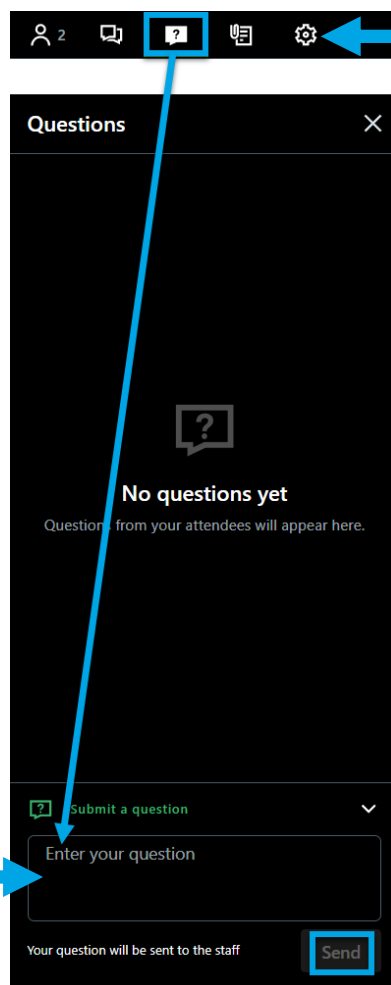 2
Questions
No questions yet
Questions from your attendees will appear here.
Submit a question
Enter your question
Your question will be sent to the staff
Send